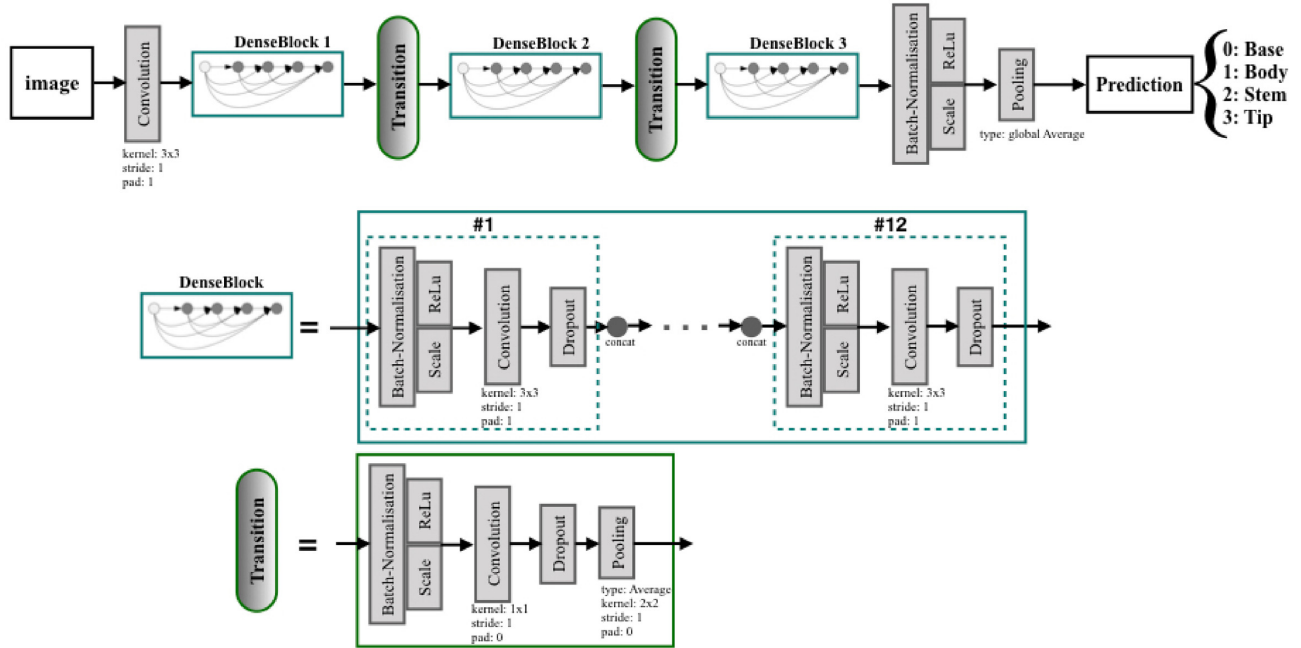 image
Convolution
kernel: 3x3
stride: 1
pad: 1
DenseBlock 1
Transition
DenseBlock 2
Transition
DenseBlock 3
Batch-Normalisation
ReLu
Scale
Pooling
type: global Average
Prediction
0: Base
1: Body
2: Stem
3: Tip
DenseBlock
=
#1
Batch-Normalisation
ReLu
Scale
Convolution
kernel: 3x3
stride: 1
pad: 1
Dropout
concat
. . . .
concat
#12
Batch-Normalisation
ReLu
Scale
Convolution
kernel: 3x3
stride: 1
pad: 1
Dropout
Transition
=
Batch-Normalisation
ReLu
Scale
Convolution
kernel: 1x1
stride: 1
pad: 0
Dropout
Pooling
type: Average
kernel: 2x2
stride: 1
pad: 0